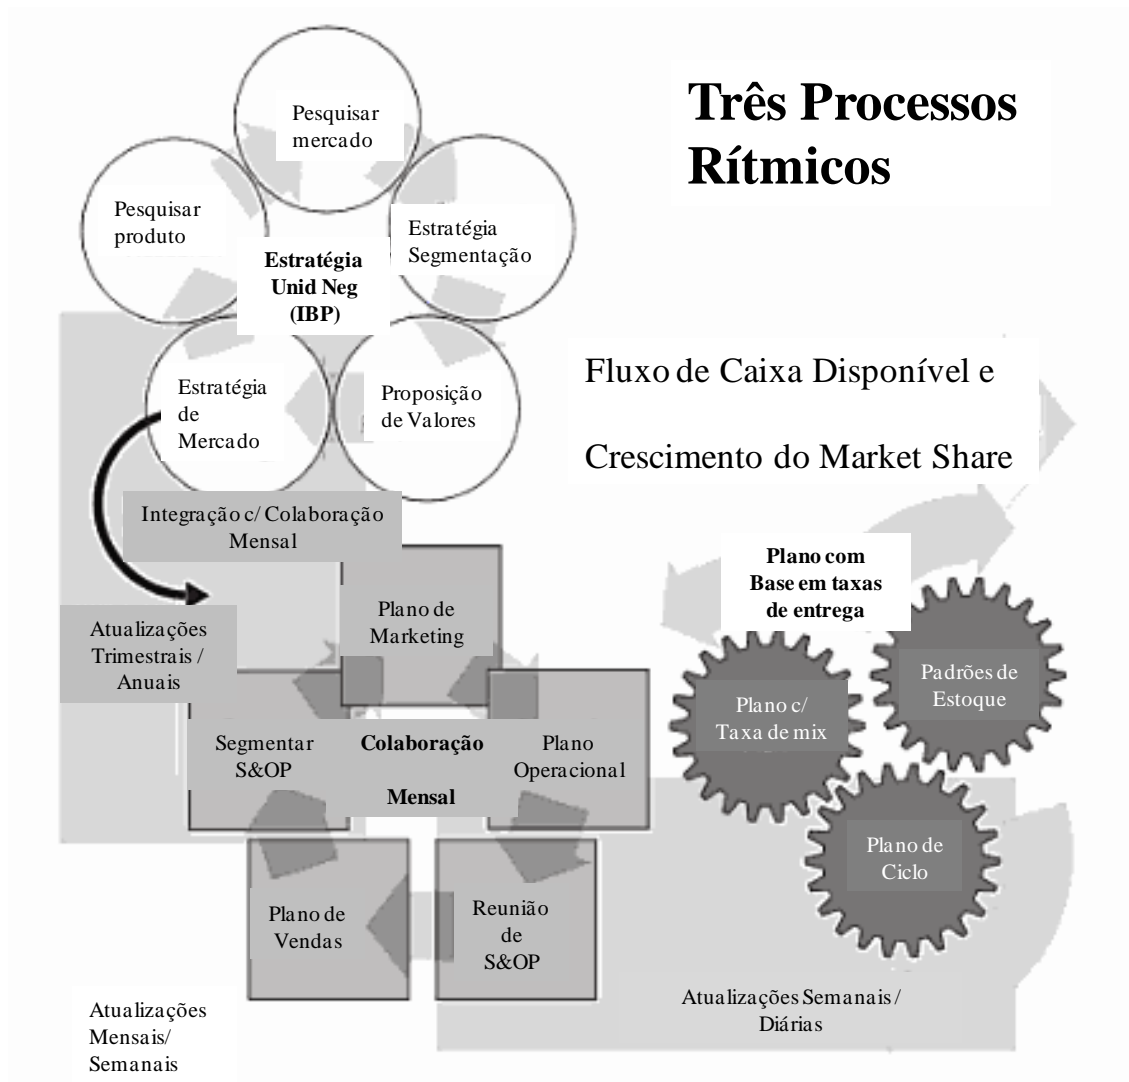 Três Processos
Rítmicos
Pesquisar
mercado
Pesquisar
produto
Estratégia
Segmentação
Estratégia
Unid Neg
(IBP)
Estratégia
de
Mercado
Proposição
de Valores
Fluxo de Caixa Disponível e
Crescimento do Market Share
Integração c/ Colaboração
Mensal
Plano com
Base em taxas
de entrega
Atualizações
Trimestrais /
Anuais
Plano de
Marketing
Padrões de
Estoque
Plano c/
Taxa de mix
Segmentar
S&OP
Colaboração
Mensal
Plano
Operacional
Plano de
Ciclo
Plano de
Vendas
Reunião
de
S&OP
Atualizações Semanais /
Diárias
Atualizações
Mensais/
Semanais